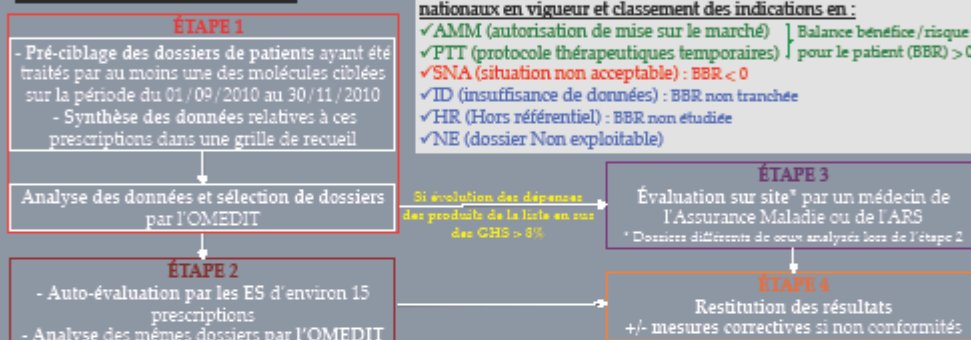 ÉTAPE 1
- Pré-ciblage des dossiers de patients ayant été
traités par au moins une des molécules ciblées
sur la période du 01/09/2010 au 30/11/2010
- Synthèse des données relatives à ces
prescriptions dans une grille de recueil
Analyse des données et sélection de dossiers
par l'OMEDIT
ÉTAPE 2
- Auto-évaluation par les ES d'environ 15
prescriptions
- Analyse des mêmes dossiers par l'OMEDIT
nationaux en vigueur et classement des indications en :
✓AMM (autorisation de mise sur le marché)
✓PTT (protocole thérapeutiques temporaires)
Balance bénéfice/risque
pour le patient (BBR) > 0
✓SNA (situation non acceptable) : BBR < 0
✓ID (insuffisance de données) : BBR non tranchée
✓HR (Hors référentiel) : BBR non étudiée
✓NE (dossier Non exploitable)
Si évolution des dépenses
des produits de la liste en sus
des GHS > 8%
ÉTAPE 3
Évaluation sur site* par un médecin de
l'Assurance Maladie ou de l'ARS
* Dossiers différents de ceux analysés lors de l'étape 2
ÉTAPE 4
Restitution des résultats
+/- mesures correctives si non conformités